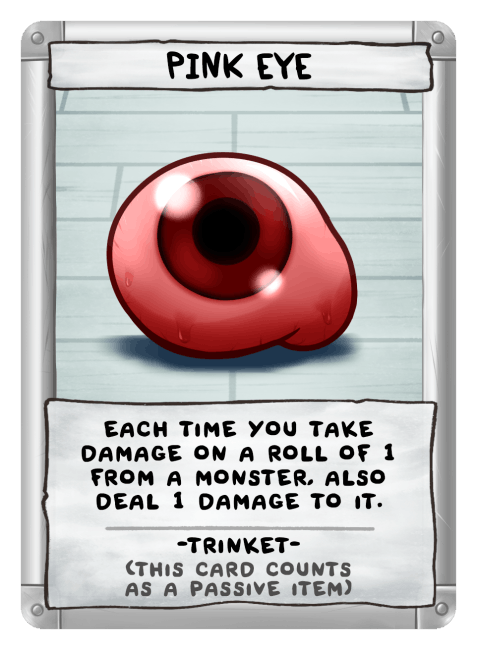 PINK EYE
EACH TIME YOU TAKE
DAMAGE ON A ROLL OF 1
FROM A MONSTER, ALSO
DEAL 1 DAMAGE TO IT.
-TRINKET-
(THIS CARD COUNTS
AS A PASSIVE ITEM)